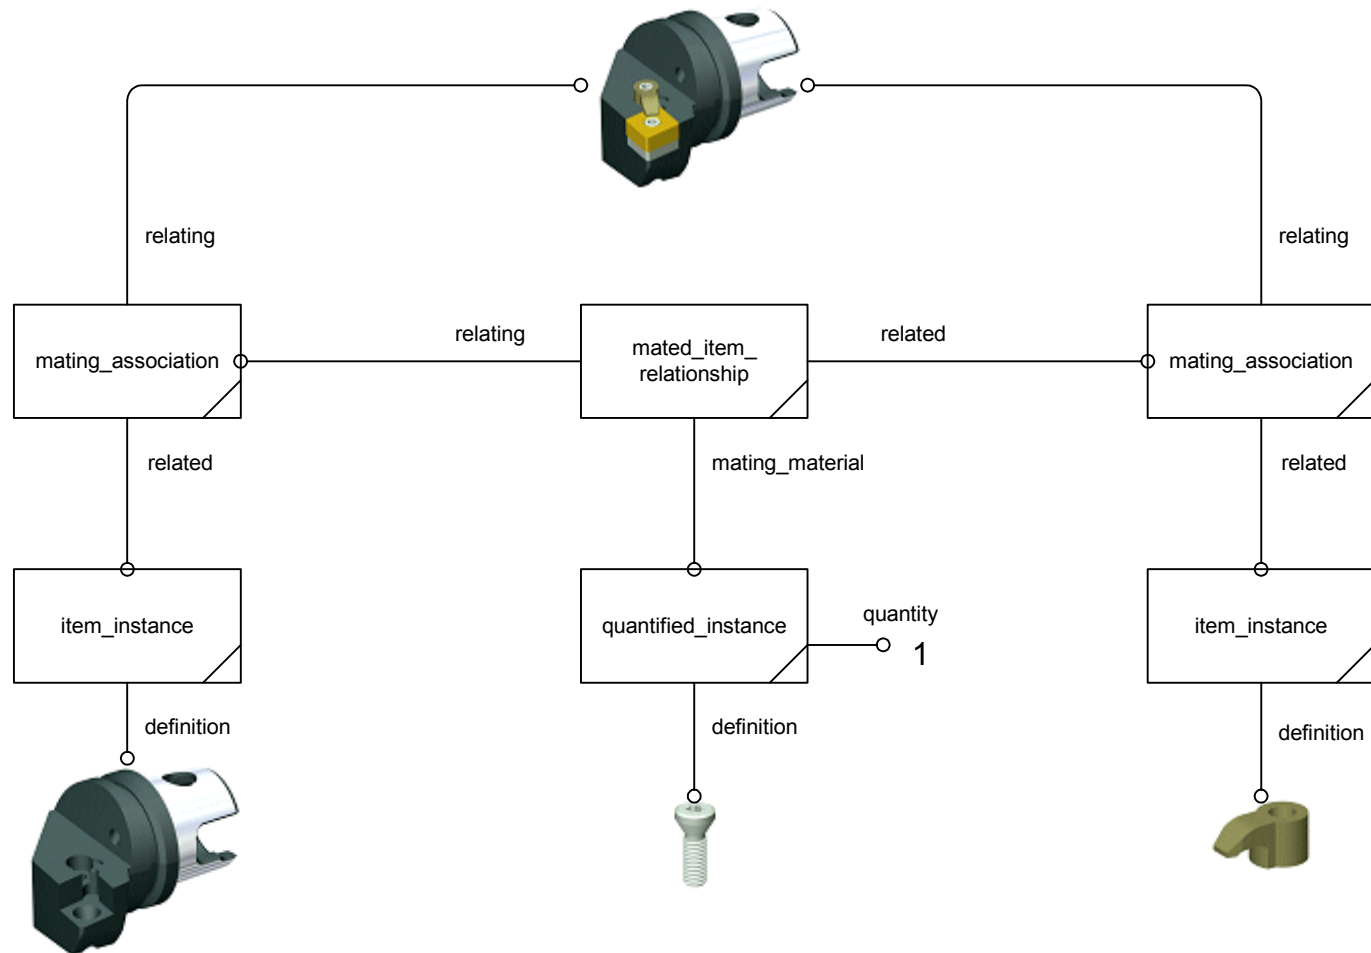 relating
relating
mating_association
relating
mated_item_
relationship
related
mating_association
related
mating_material
related
item_instance
quantified_instance
quantity
1
item_instance
definition
definition
definition